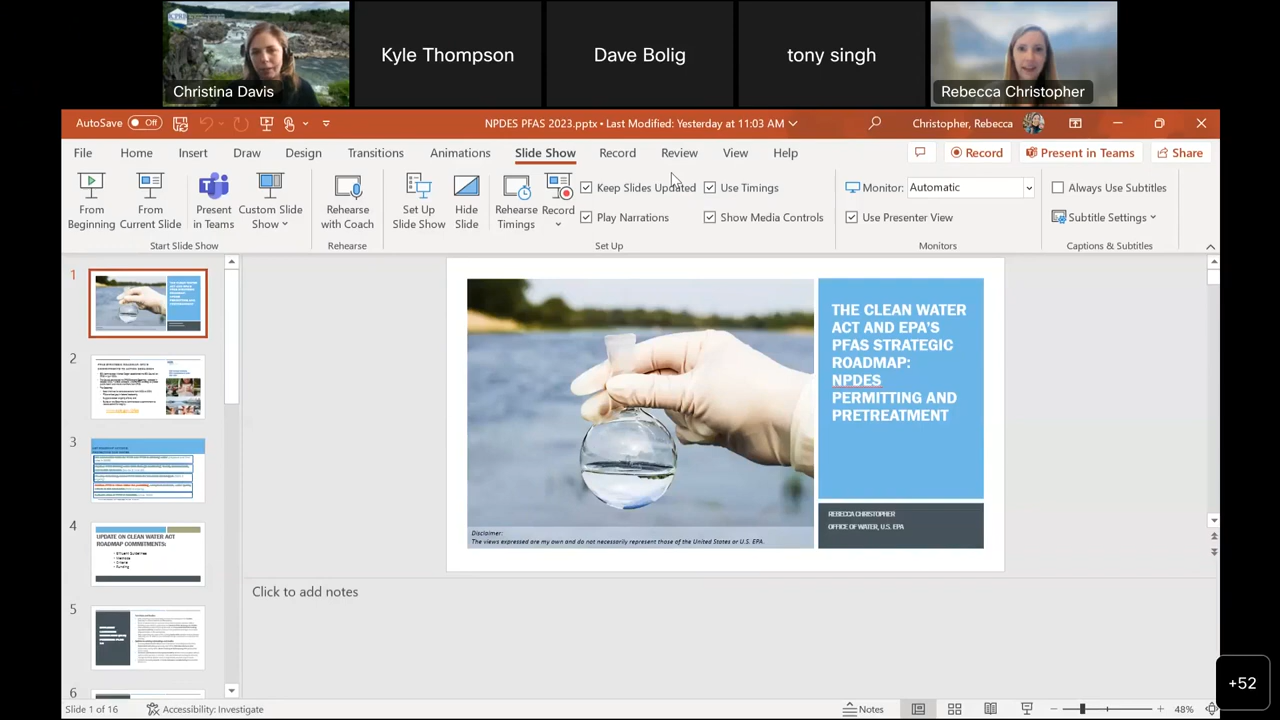 Christina Davis
Kyle Thompson
Dave Bolig
tony singh
Rebecca Christopher
AutoSave Off
NPDES PFAS 2023.pptx • Last Modified: Yesterday at 11:03 AM
Christopher, Rebecca
File Home Insert Draw Design Transitions Animations Slide Show Record Review View Help
Record Present in Teams Share
From Beginning
From Current Slide
Present in Teams
Custom Slide Show
Start Slide Show
Rehearse with Coach
Rehearse
Set Up Slide Show
Hide Slide
Rehearse Timings
Record
Keep Slides Updated
Use Timings
Play Narrations
Show Media Controls
Set Up
Monitor: Automatic
Use Presenter View
Monitors
Always Use Subtitles
Subtitle Settings
Captions & Subtitles
1
2
3
4
UPDATE ON CLEAN WATER ACT
ROADMAP COMMITMENTS:
5
6
THE CLEAN WATER
ACT AND EPA'S
PFAS STRATEGIC
ROADMAP:
NPDES
PERMITTING AND
PRETREATMENT
REBECCA CHRISTOPHER
OFFICE OF WATER, U.S. EPA
Disclaimer:
The views expressed are my own and do not necessarily represent those of the United States or U.S. EPA.
Click to add notes
+52
Slide 1 of 16
Accessibility: Investigate
Notes
48%